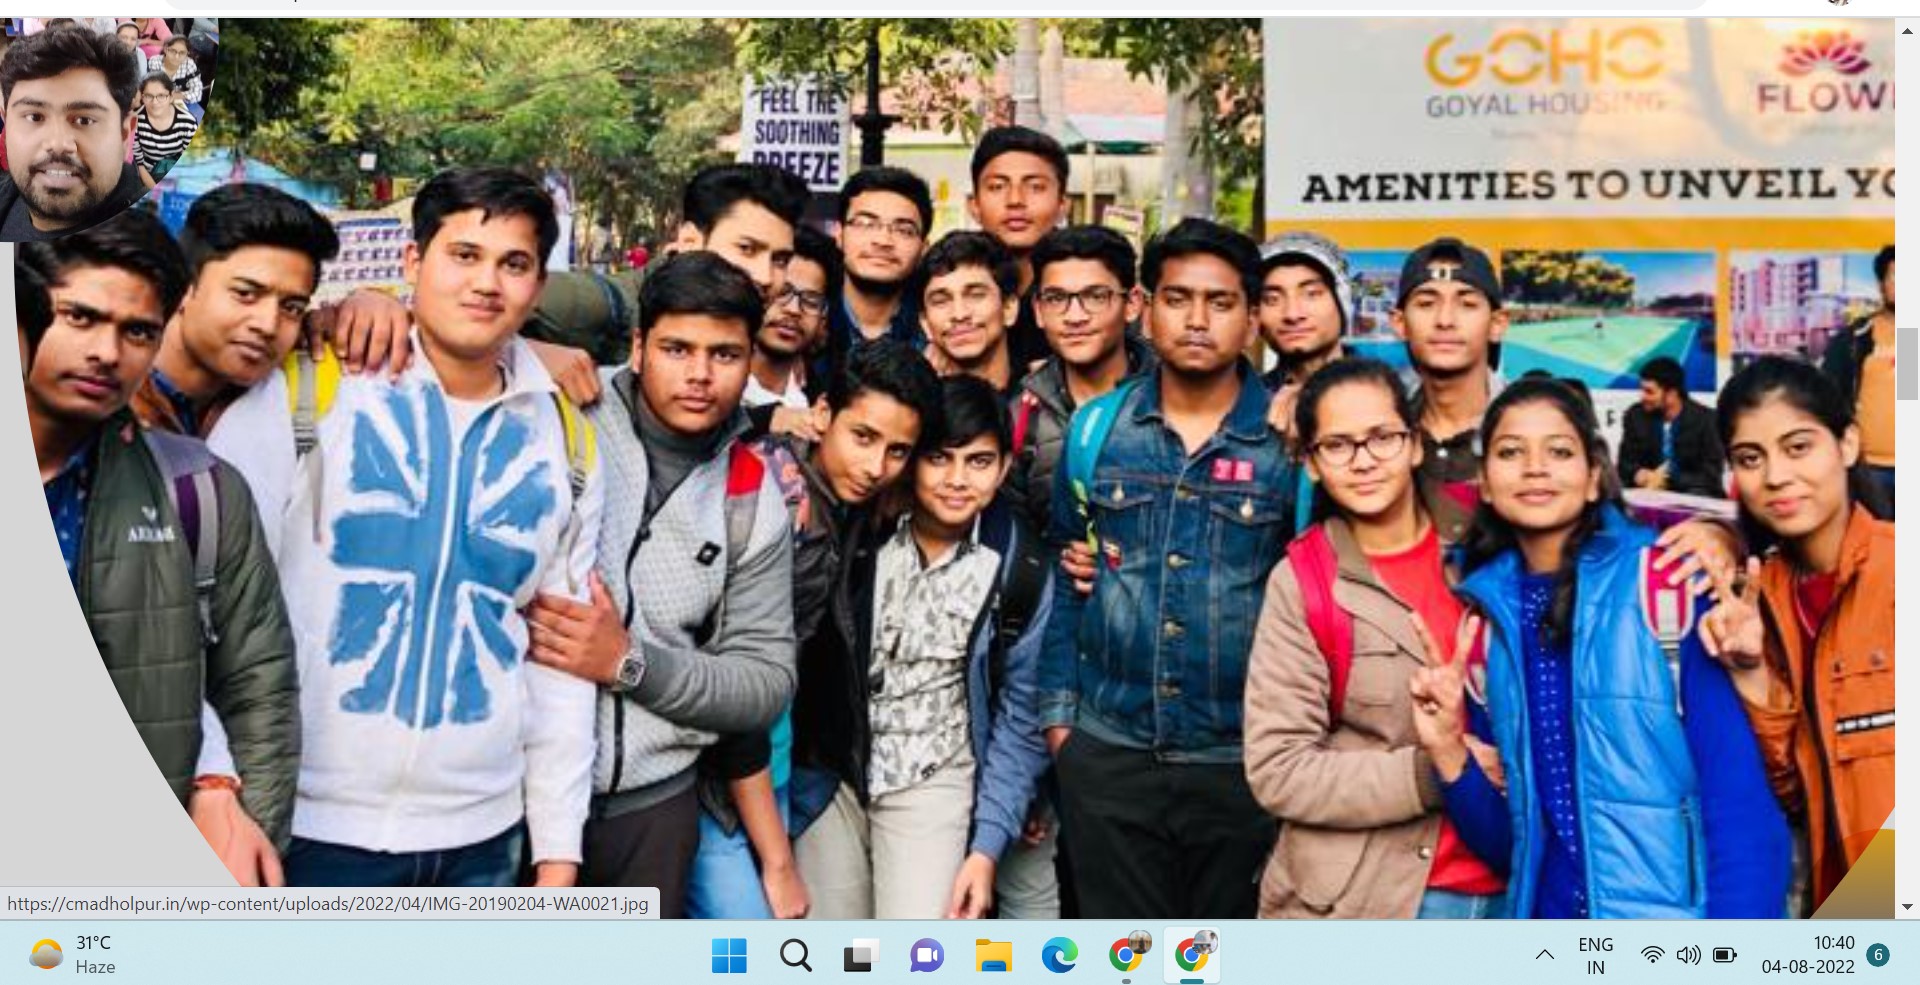 FEEL THE
SOOTHING
BREEZE
GOHO
GOYAL HOUSING
FLOW
AMENITIES TO UNVEIL YO
https://cmadholpur.in/wp-content/uploads/2022/04/IMG-20190204-WA0021.jpg
31°C
Haze
ENG
IN
10:40
04-08-2022
6